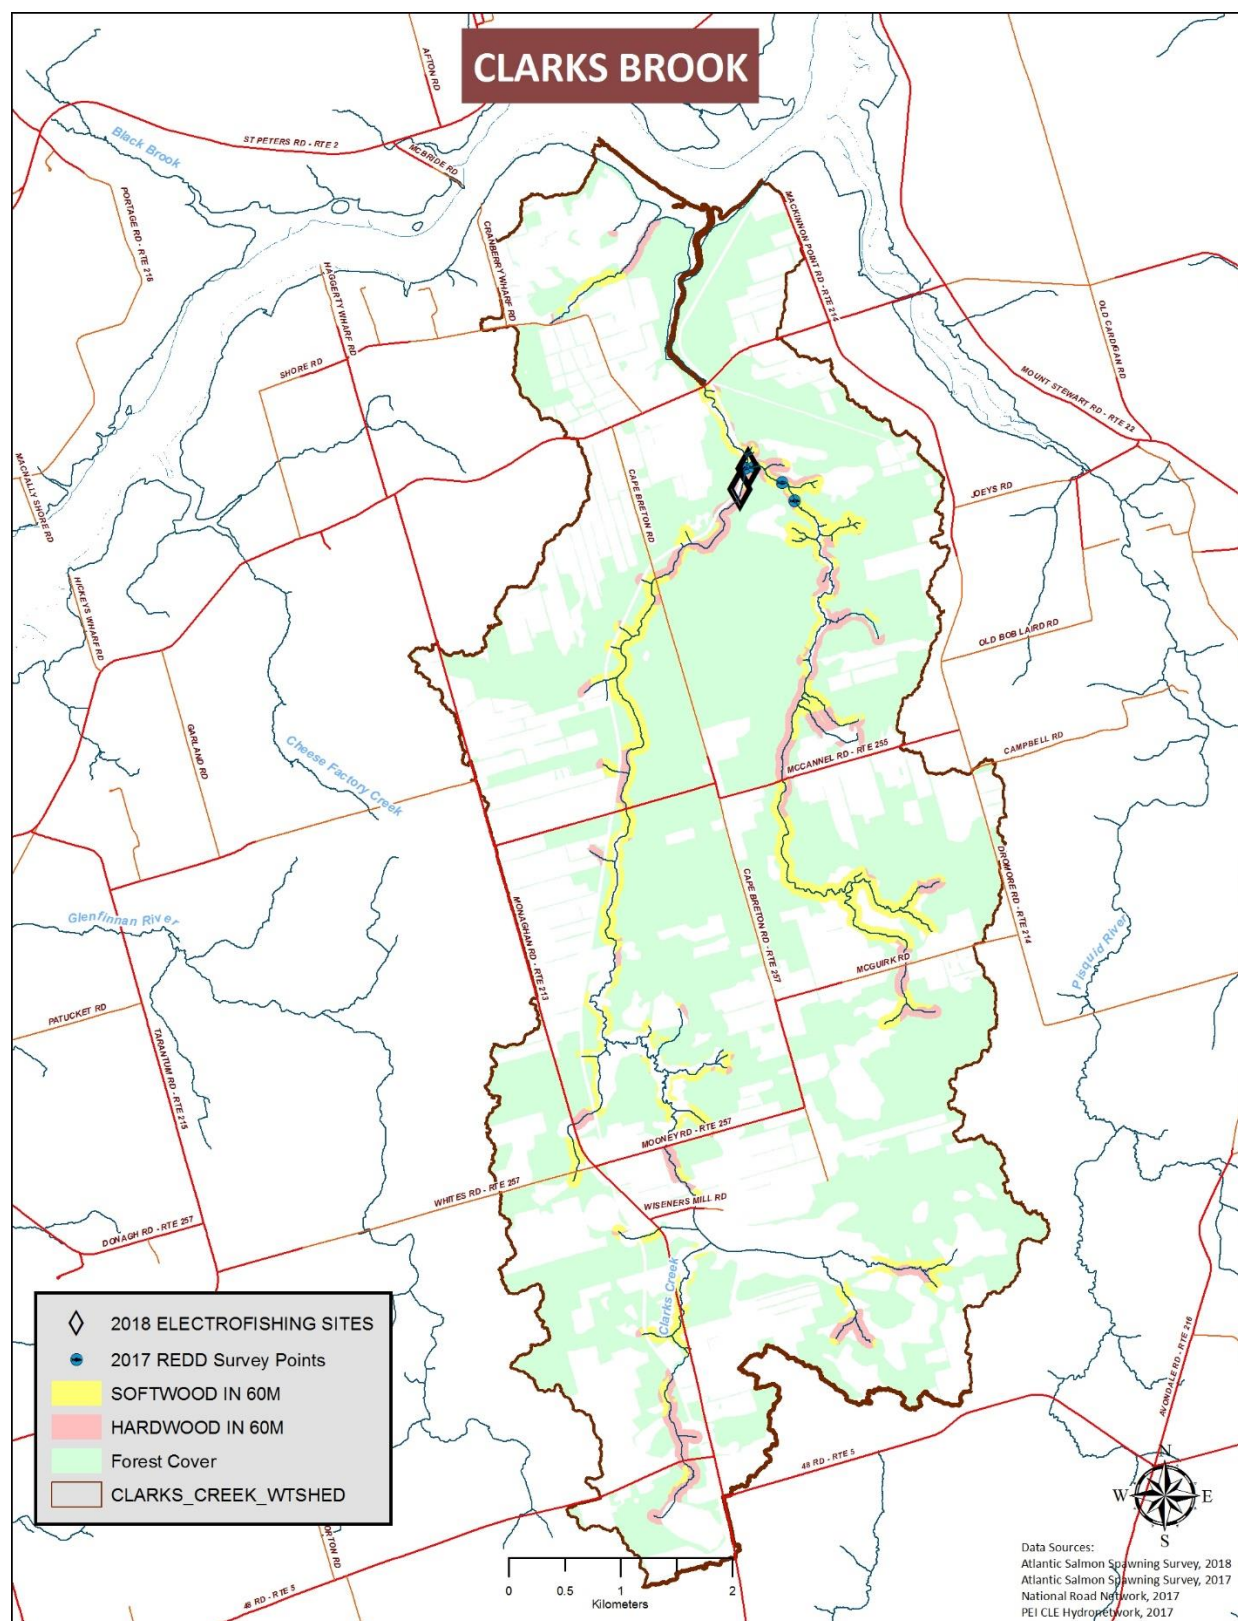 CLARKS BROOK
AFTON RD
ST PETERS RD - RTE 2
MCBRIDE RD
Black Brook
PORTAGE RD - RTE 216
CRANBERRY WHARF RD
MACKINNON POINT RD - RTE 214
HAGGERTY WHARF RD
OLD CARDIGAN RD
SHORE RD
MOUNT STEWART RD - RTE 22
MACNALLY SHORE RD
CAPE BRETON RD
JOEYS RD
HICKEYS WHARF RD
OLD BOB LAIRD RD
GARLAND RD
Cheese Factory Creek
MCCANNEL RD - RTE 255
CAMPBELL RD
DROMORE RD - RTE 214
CAPE BRETON RD - RTE 257
MONAGHAN RD - RTE 213
Glenfinnan River
Pisquid River
MCGUIRK RD
PATUCKET RD
TARANTUM RD - RTE 215
MOONEY RD - RTE 257
WHITES RD - RTE 257
WISENERS MILL RD
DONAGH RD - RTE 257
Clarks Creek
AVONDALE RD - RTE 216
48 RD - RTE 5
2018 ELECTROFISHING SITES
2017 REDD Survey Points
SOFTWOOD IN 60M
HARDWOOD IN 60M
Forest Cover
CLARKS_CREEK_WTSHED
ORTON RD
48 RD - RTE 5
N
W
E
S
0 0.5 1 2
Kilometers
Data Sources:
Atlantic Salmon Spawning Survey, 2018
Atlantic Salmon Spawning Survey, 2017
National Road Network, 2017
PEI CLE Hydronetwork, 2017